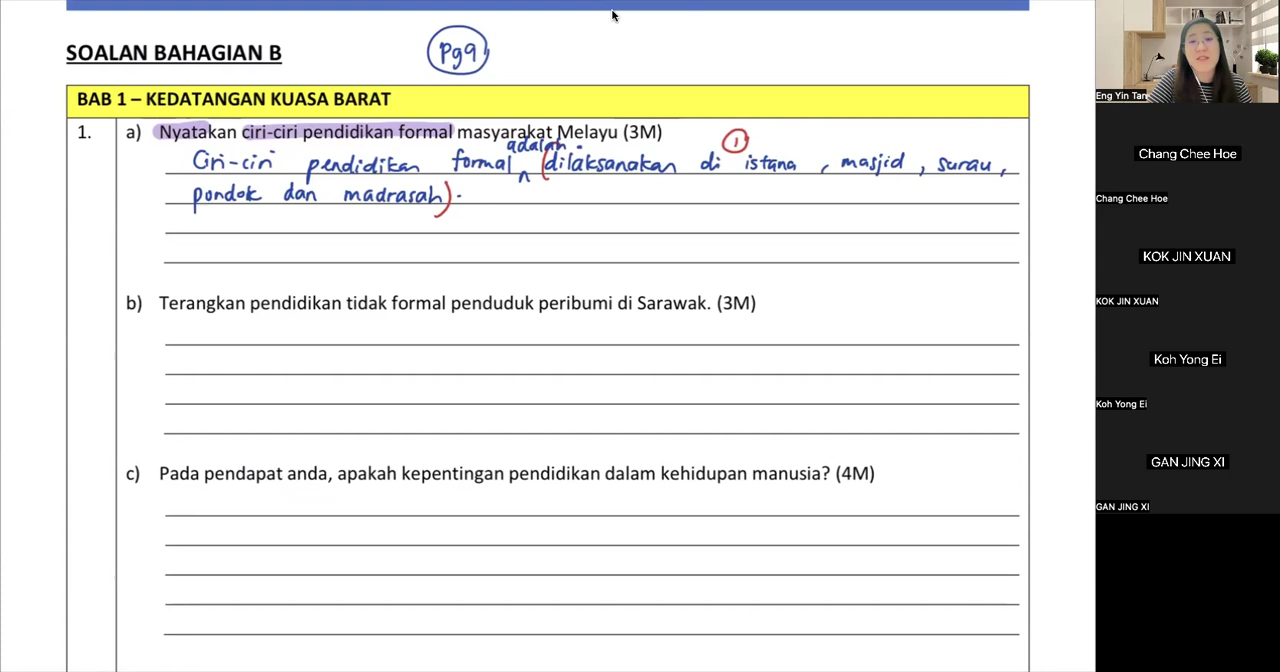 SOALAN BAHAGIAN B
Pg9
BAB 1 – KEDATANGAN KUASA BARAT
1. a) Nyatakan ciri-ciri pendidikan formal masyarakat Melayu (3M)
adalah : ①
Ciri-ciri pendidikan formal ^ (dilaksanakan di istana , masjid , surau ,
pondok dan madrasah) .
b) Terangkan pendidikan tidak formal penduduk peribumi di Sarawak. (3M)
c) Pada pendapat anda, apakah kepentingan pendidikan dalam kehidupan manusia? (4M)
Eng Yin Tan
Chang Chee Hoe
Chang Chee Hoe
KOK JIN XUAN
KOK JIN XUAN
Koh Yong Ei
Koh Yong Ei
GAN JING XI
GAN JING XI